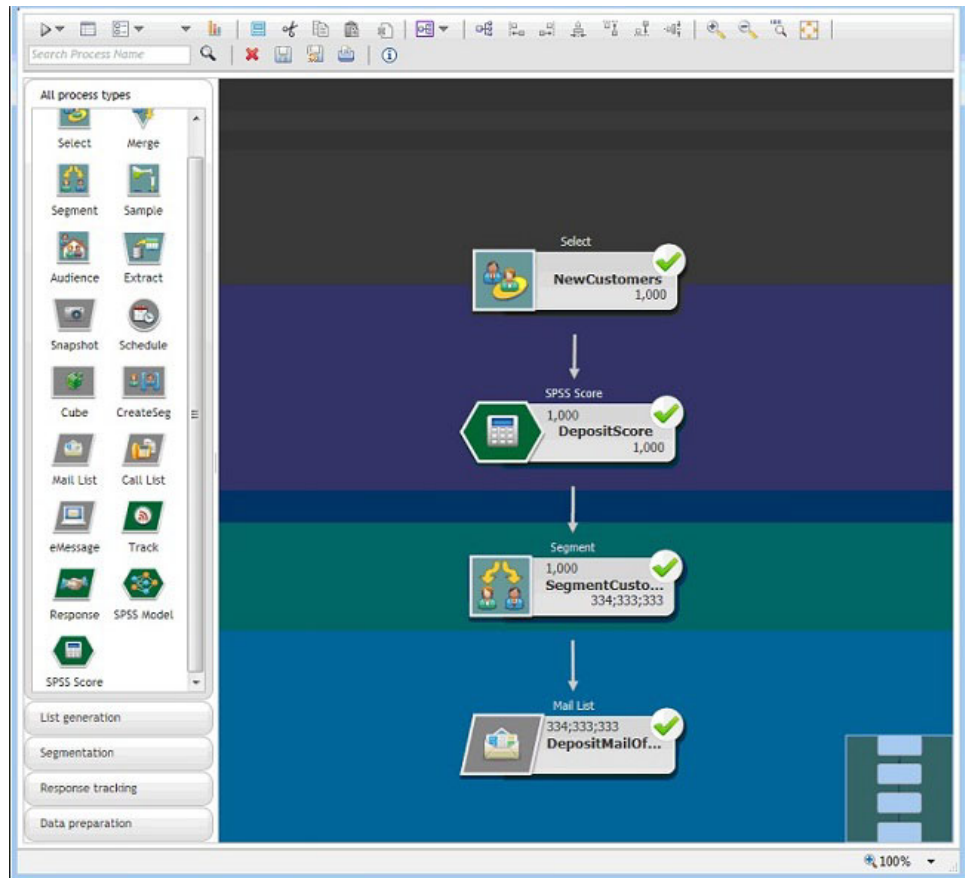 Search Process Name
All process types
Select Merge
Segment Sample
Audience Extract
Snapshot Schedule
Cube CreateSeg
Mail List Call List
eMessage Track
Response SPSS Model
SPSS Score
List generation
Segmentation
Response tracking
Data preparation
Select
NewCustomers
1,000
SPSS Score
1,000
DepositScore
1,000
Segment
1,000
SegmentCusto...
334;333;333
Mail List
334;333;333
DepositMailOf...
100%